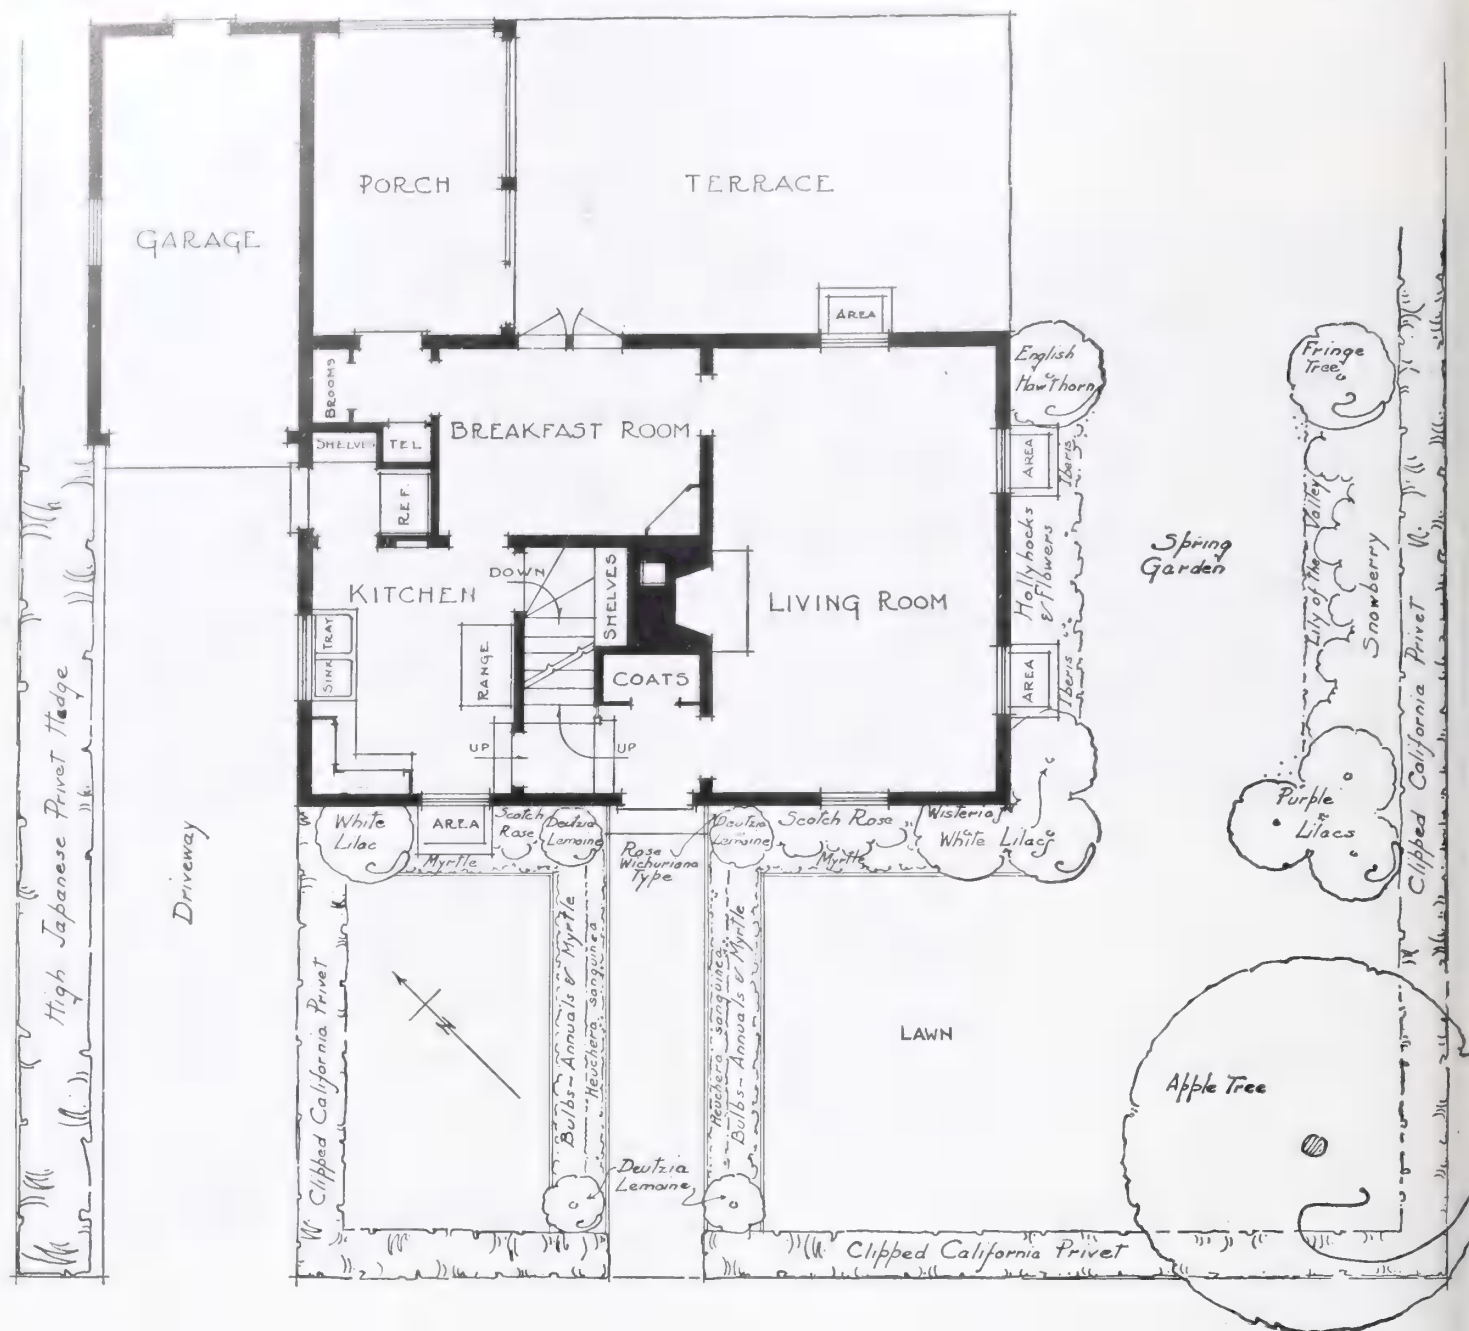 PORCH
TERRACE
GARAGE
AREA
English
Hawthorn
Fringe
Tree
BROOMS
SHELVES
TEL
BREAKFAST ROOM
AREA
Iberis
REF.
Hollyhocks
& Flowers
Spring
Garden
Lily of the Valley
Snowberry
Clipped California Privet
DOWN
KITCHEN
SHELVES
LIVING ROOM
TRAY
SINK
RANGE
COATS
AREA
Iberis
UP
UP
High Japanese Privet Hedge
Driveway
White
Lilac
AREA
Myrtle
Scotch
Rose
Deutzia
Lemoine
Rose
Wichuriana
Type
Deutzia
Lemoine
Scotch Rose
Myrtle
Wisteria
White Lilacs
Purple
Lilacs
Clipped California Privet
Bulbs ~ Annuals & Myrtle
Heuchera sanguinea
Heuchera sanguinea
Bulbs ~ Annuals & Myrtle
N
LAWN
Apple Tree
Deutzia
Lemoine
Clipped California Privet